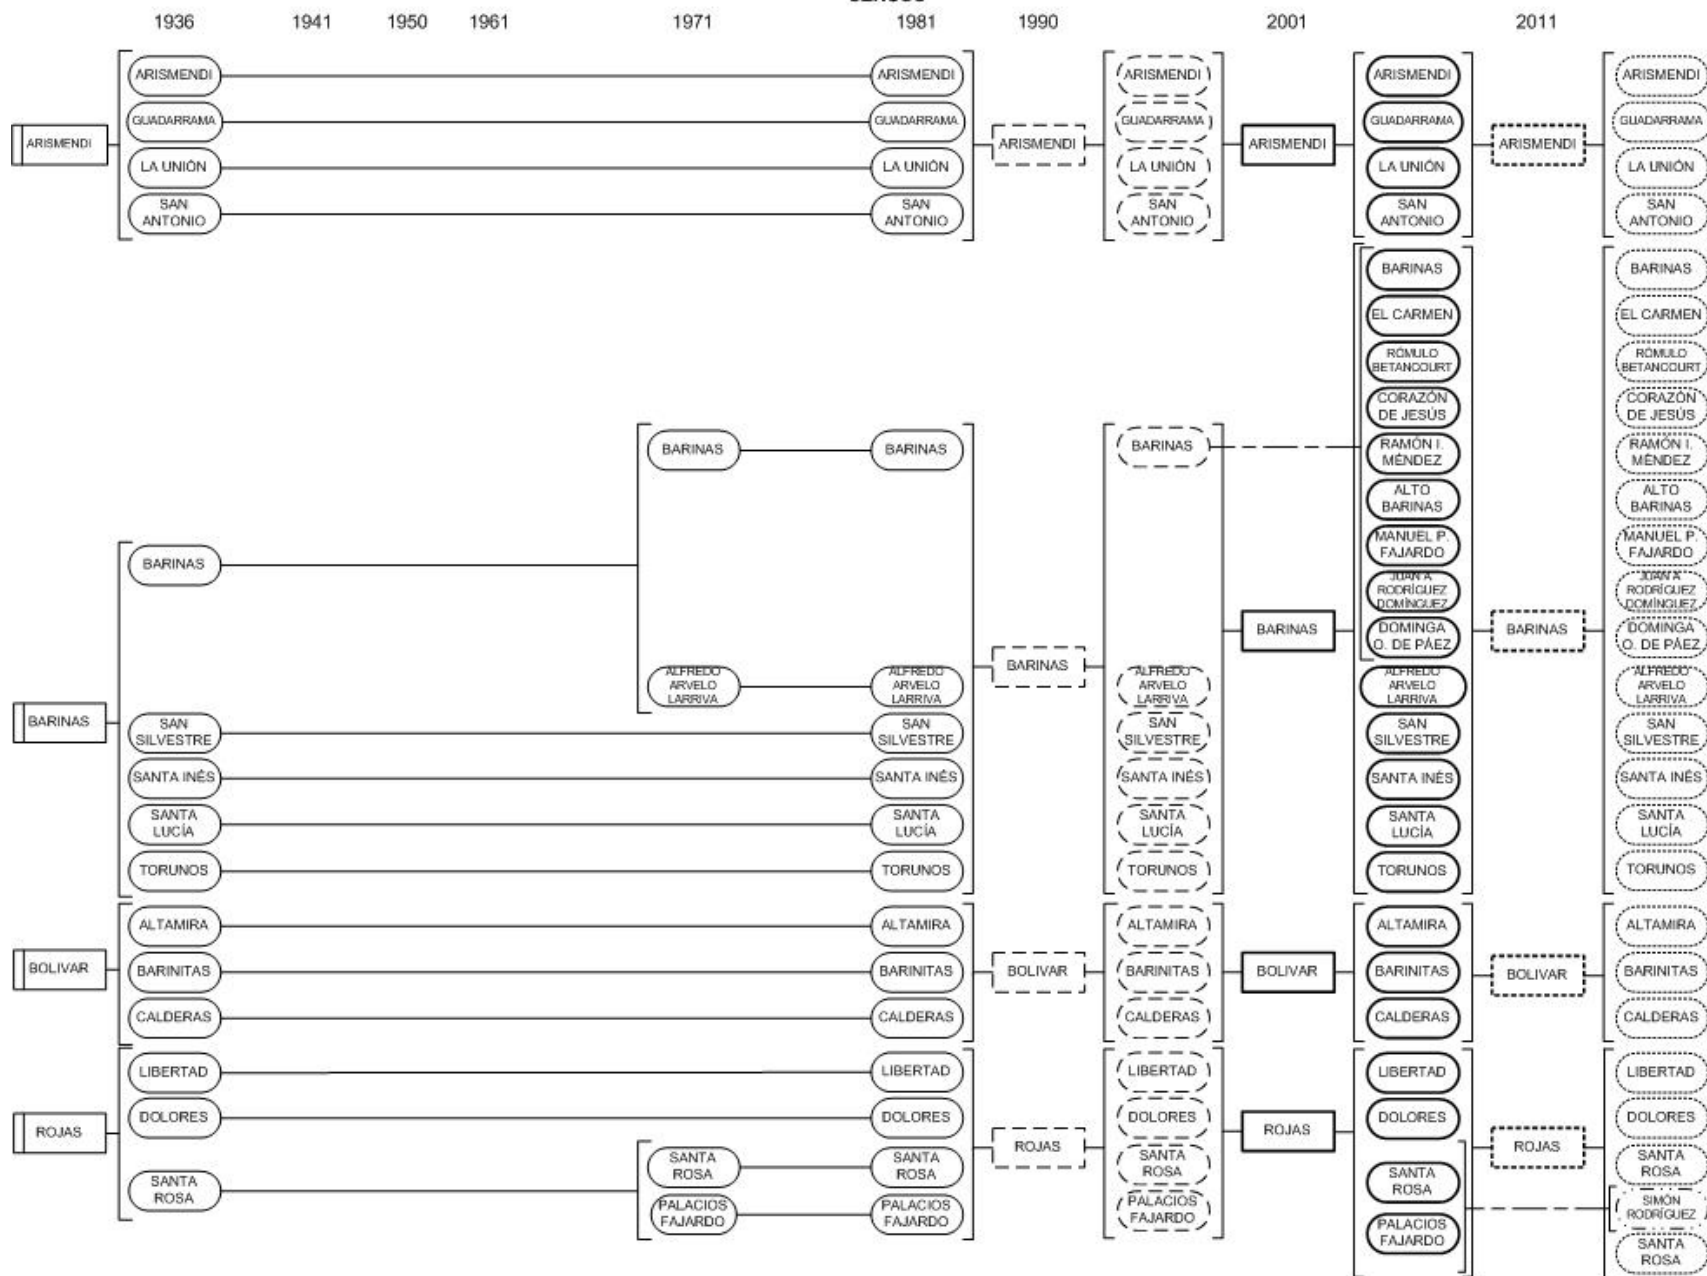 1936 1941 1950 1961 1971 1981 1990 2001 2011
ARISMENDI ARISMENDI ARISMENDI ARISMENDI ARISMENDI
GUADARRAMA GUADARRAMA GUADARRAMA GUADARRAMA GUADARRAMA
ARISMENDI ARISMENDI ARISMENDI ARISMENDI
LA UNIÓN LA UNIÓN LA UNIÓN LA UNIÓN LA UNIÓN
SAN SAN SAN SAN SAN
ANTONIO ANTONIO ANTONIO ANTONIO ANTONIO
BARINAS BARINAS
EL CARMEN EL CARMEN
RÓMULO RÓMULO
BETANCOURT BETANCOURT
CORAZÓN CORAZÓN
DE JESÚS DE JESÚS
BARINAS BARINAS BARINAS RAMÓN I. RAMÓN I.
MÉNDEZ MÉNDEZ
ALTO ALTO
BARINAS BARINAS
MANUEL P. MANUEL P.
FAJARDO FAJARDO
BARINAS
JUAN A. JUAN A.
RODRÍGUEZ RODRÍGUEZ
DOMÍNGUEZ DOMÍNGUEZ
BARINAS BARINAS
DOMINGA DOMINGA
O. DE PÁEZ O. DE PÁEZ
BARINAS
ALFREDO ALFREDO ALFREDO ALFREDO ALFREDO
ARVELO ARVELO ARVELO ARVELO ARVELO
LARRIVA LARRIVA LARRIVA LARRIVA LARRIVA
BARINAS
SAN SAN SAN SAN SAN
SILVESTRE SILVESTRE SILVESTRE SILVESTRE SILVESTRE
SANTA INÉS SANTA INÉS SANTA INÉS SANTA INÉS SANTA INÉS
SANTA SANTA SANTA SANTA SANTA
LUCÍA LUCÍA LUCÍA LUCÍA LUCÍA
TORUNOS TORUNOS TORUNOS TORUNOS TORUNOS
ALTAMIRA ALTAMIRA ALTAMIRA ALTAMIRA ALTAMIRA
BOLIVAR BARINITAS BARINITAS BOLIVAR BARINITAS BOLIVAR BARINITAS BOLIVAR BARINITAS
CALDERAS CALDERAS CALDERAS CALDERAS CALDERAS
LIBERTAD LIBERTAD LIBERTAD LIBERTAD LIBERTAD
DOLORES DOLORES DOLORES DOLORES DOLORES
ROJAS ROJAS ROJAS ROJAS
SANTA SANTA SANTA SANTA
ROSA ROSA ROSA ROSA
SANTA SANTA
ROSA ROSA
PALACIOS PALACIOS PALACIOS SIMÓN
FAJARDO FAJARDO FAJARDO RODRÍGUEZ
PALACIOS
FAJARDO
SANTA
ROSA